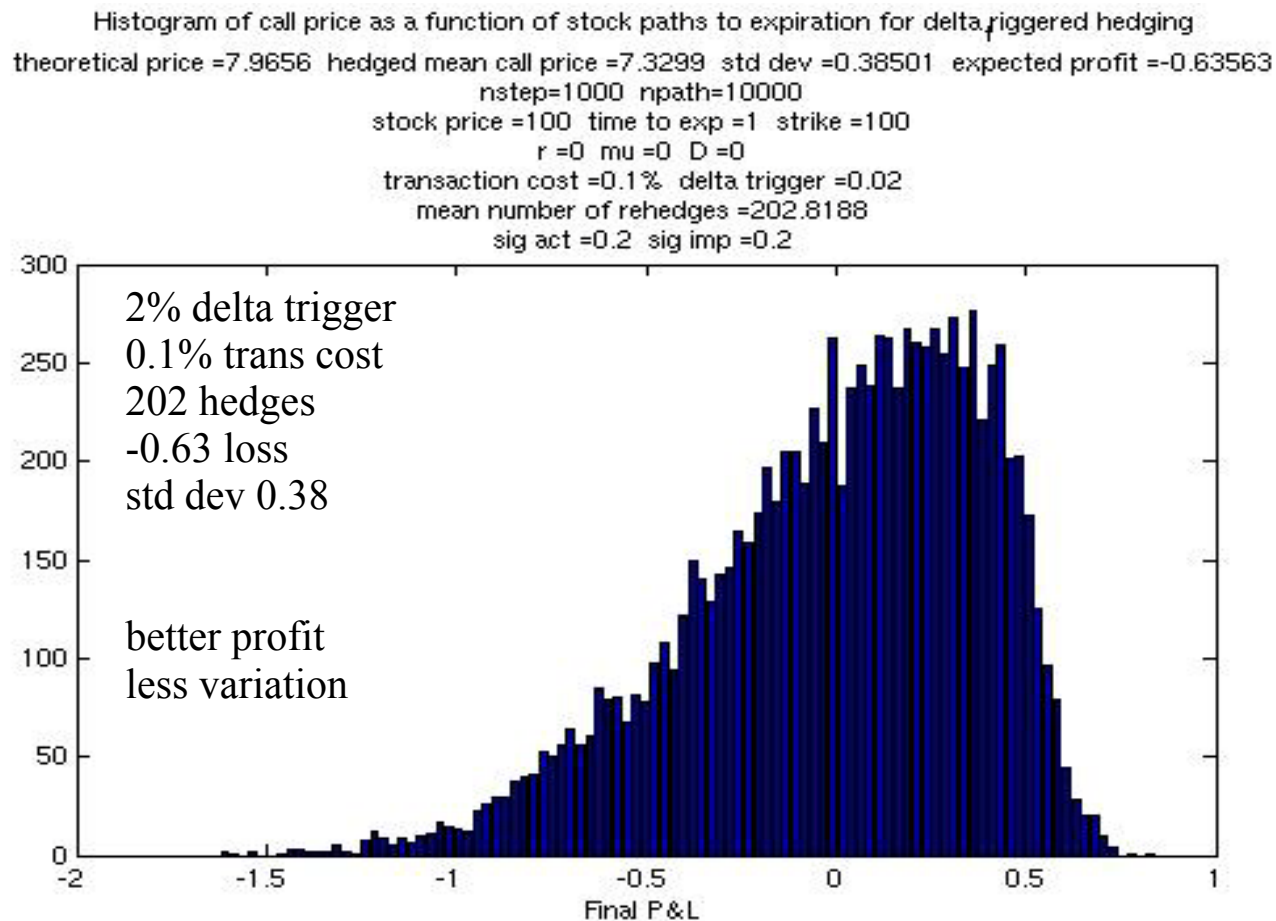 Histogram of call price as a function of stock paths to expiration for delta triggered hedging
theoretical price =7.9656 hedged mean call price =7.3299 std dev =0.38501 expected profit =-0.63563
nstep=1000 npath=10000
stock price =100 time to exp =1 strike =100
r =0 mu =0 D =0
transaction cost =0.1% delta trigger =0.02
mean number of rehedges =202.8188
sig act =0.2 sig imp =0.2
300
250
200
150
100
50
0
2% delta trigger
0.1% trans cost
202 hedges
-0.63 loss
std dev 0.38
better profit
less variation
-2 -1.5 -1 -0.5 0 0.5 1
Final P&L